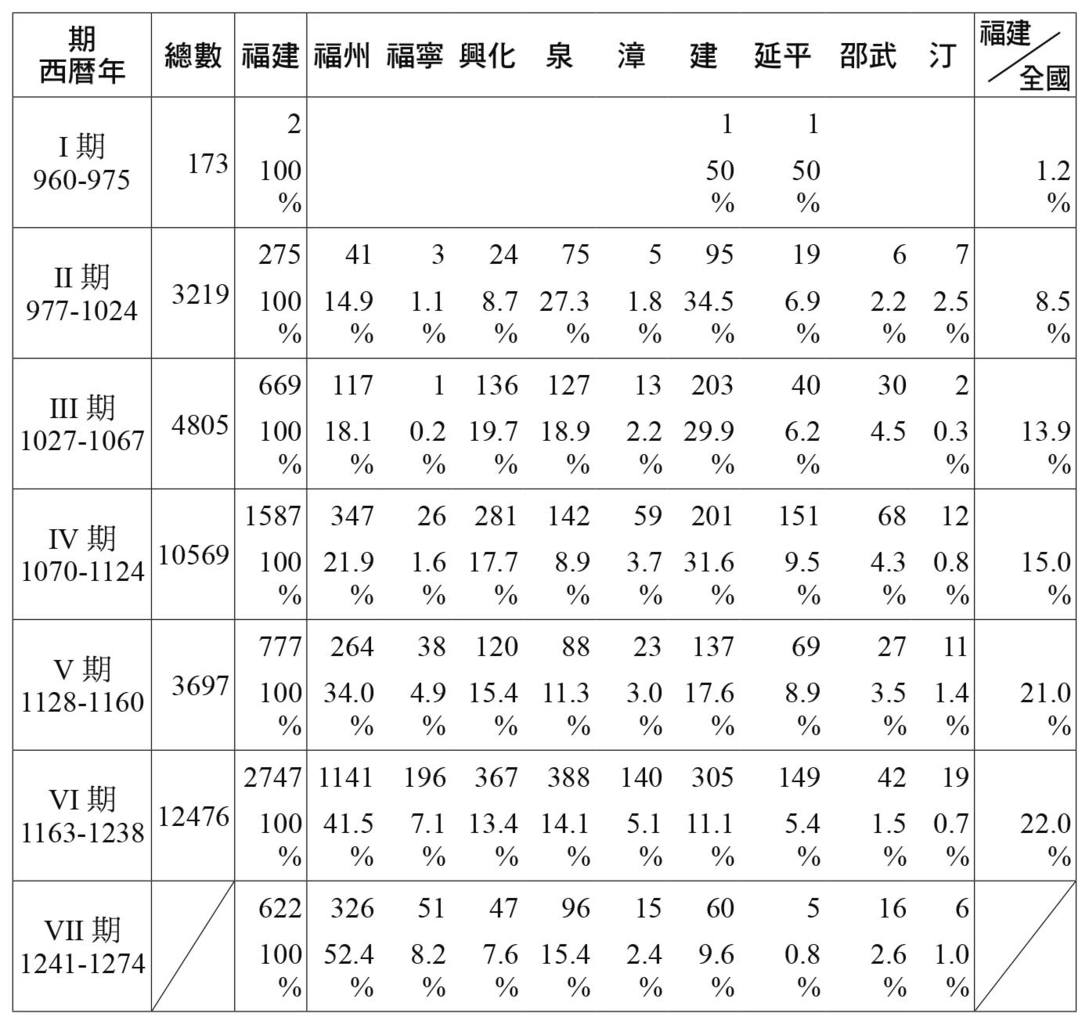 期 西暦年 總數 福建 福州 福寧 興化 泉 漳 建 延平 邵武 汀 福建／全國
I 期 2 1 1
960-975 173 100 50 50 1.2
% % % %
II 期 275 41 3 24 75 5 95 19 6 7
977-1024 3219 100 14.9 1.1 8.7 27.3 1.8 34.5 6.9 2.2 2.5 8.5
% % % % % % % % % % %
III 期 669 117 1 136 127 13 203 40 30 2
1027-1067 4805 100 18.1 0.2 19.7 18.9 2.2 29.9 6.2 4.5 0.3 13.9
% % % % % % % % % %
IV 期 1587 347 26 281 142 59 201 151 68 12
1070-1124 10569 100 21.9 1.6 17.7 8.9 3.7 31.6 9.5 4.3 0.8 15.0
% % % % % % % % % % %
V 期 777 264 38 120 88 23 137 69 27 11
1128-1160 3697 100 34.0 4.9 15.4 11.3 3.0 17.6 8.9 3.5 1.4 21.0
% % % % % % % % % % %
VI 期 2747 1141 196 367 388 140 305 149 42 19
1163-1238 12476 100 41.5 7.1 13.4 14.1 5.1 11.1 5.4 1.5 0.7 22.0
% % % % % % % % % % %
VII 期 622 326 51 47 96 15 60 5 16 6
1241-1274 100 52.4 8.2 7.6 15.4 2.4 9.6 0.8 2.6 1.0
% % % % % % % % % %